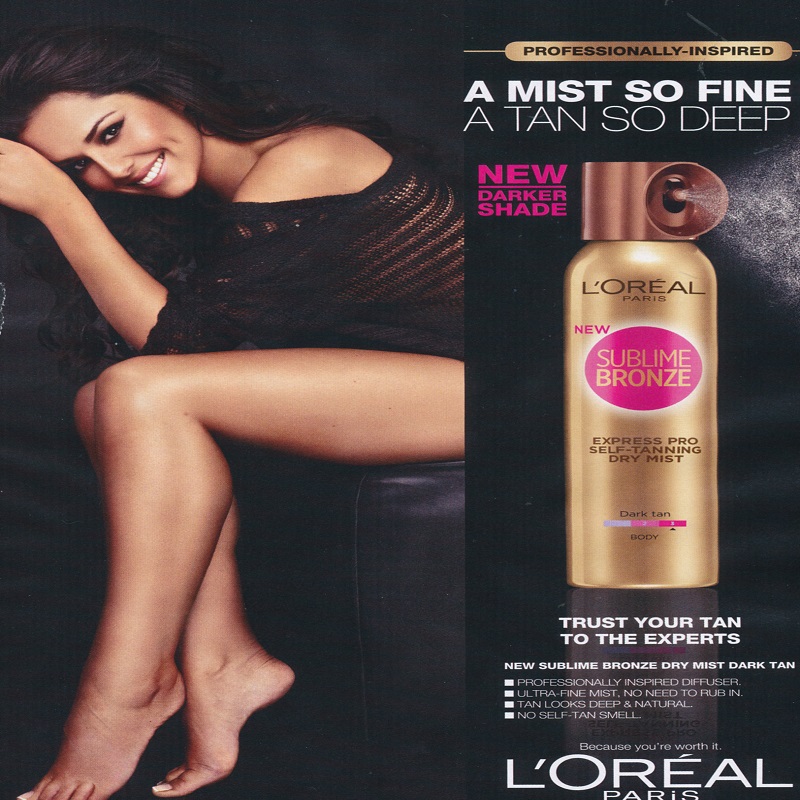 PROFESSIONALLY-INSPIRED
A MIST SO FINE
A TAN SO DEEP
NEW
DARKER
SHADE
L'ORÉAL
PARIS
NEW
SUBLIME
BRONZE
EXPRESS PRO
SELF-TANNING
DRY MIST
Dark tan
BODY
TRUST YOUR TAN
TO THE EXPERTS
NEW SUBLIME BRONZE DRY MIST DARK TAN
PROFESSIONALLY INSPIRED DIFFUSER.
ULTRA-FINE MIST, NO NEED TO RUB IN.
TAN LOOKS DEEP & NATURAL.
NO SELF-TAN SMELL.
Because you're worth it.
L'ORÉAL
PARIS